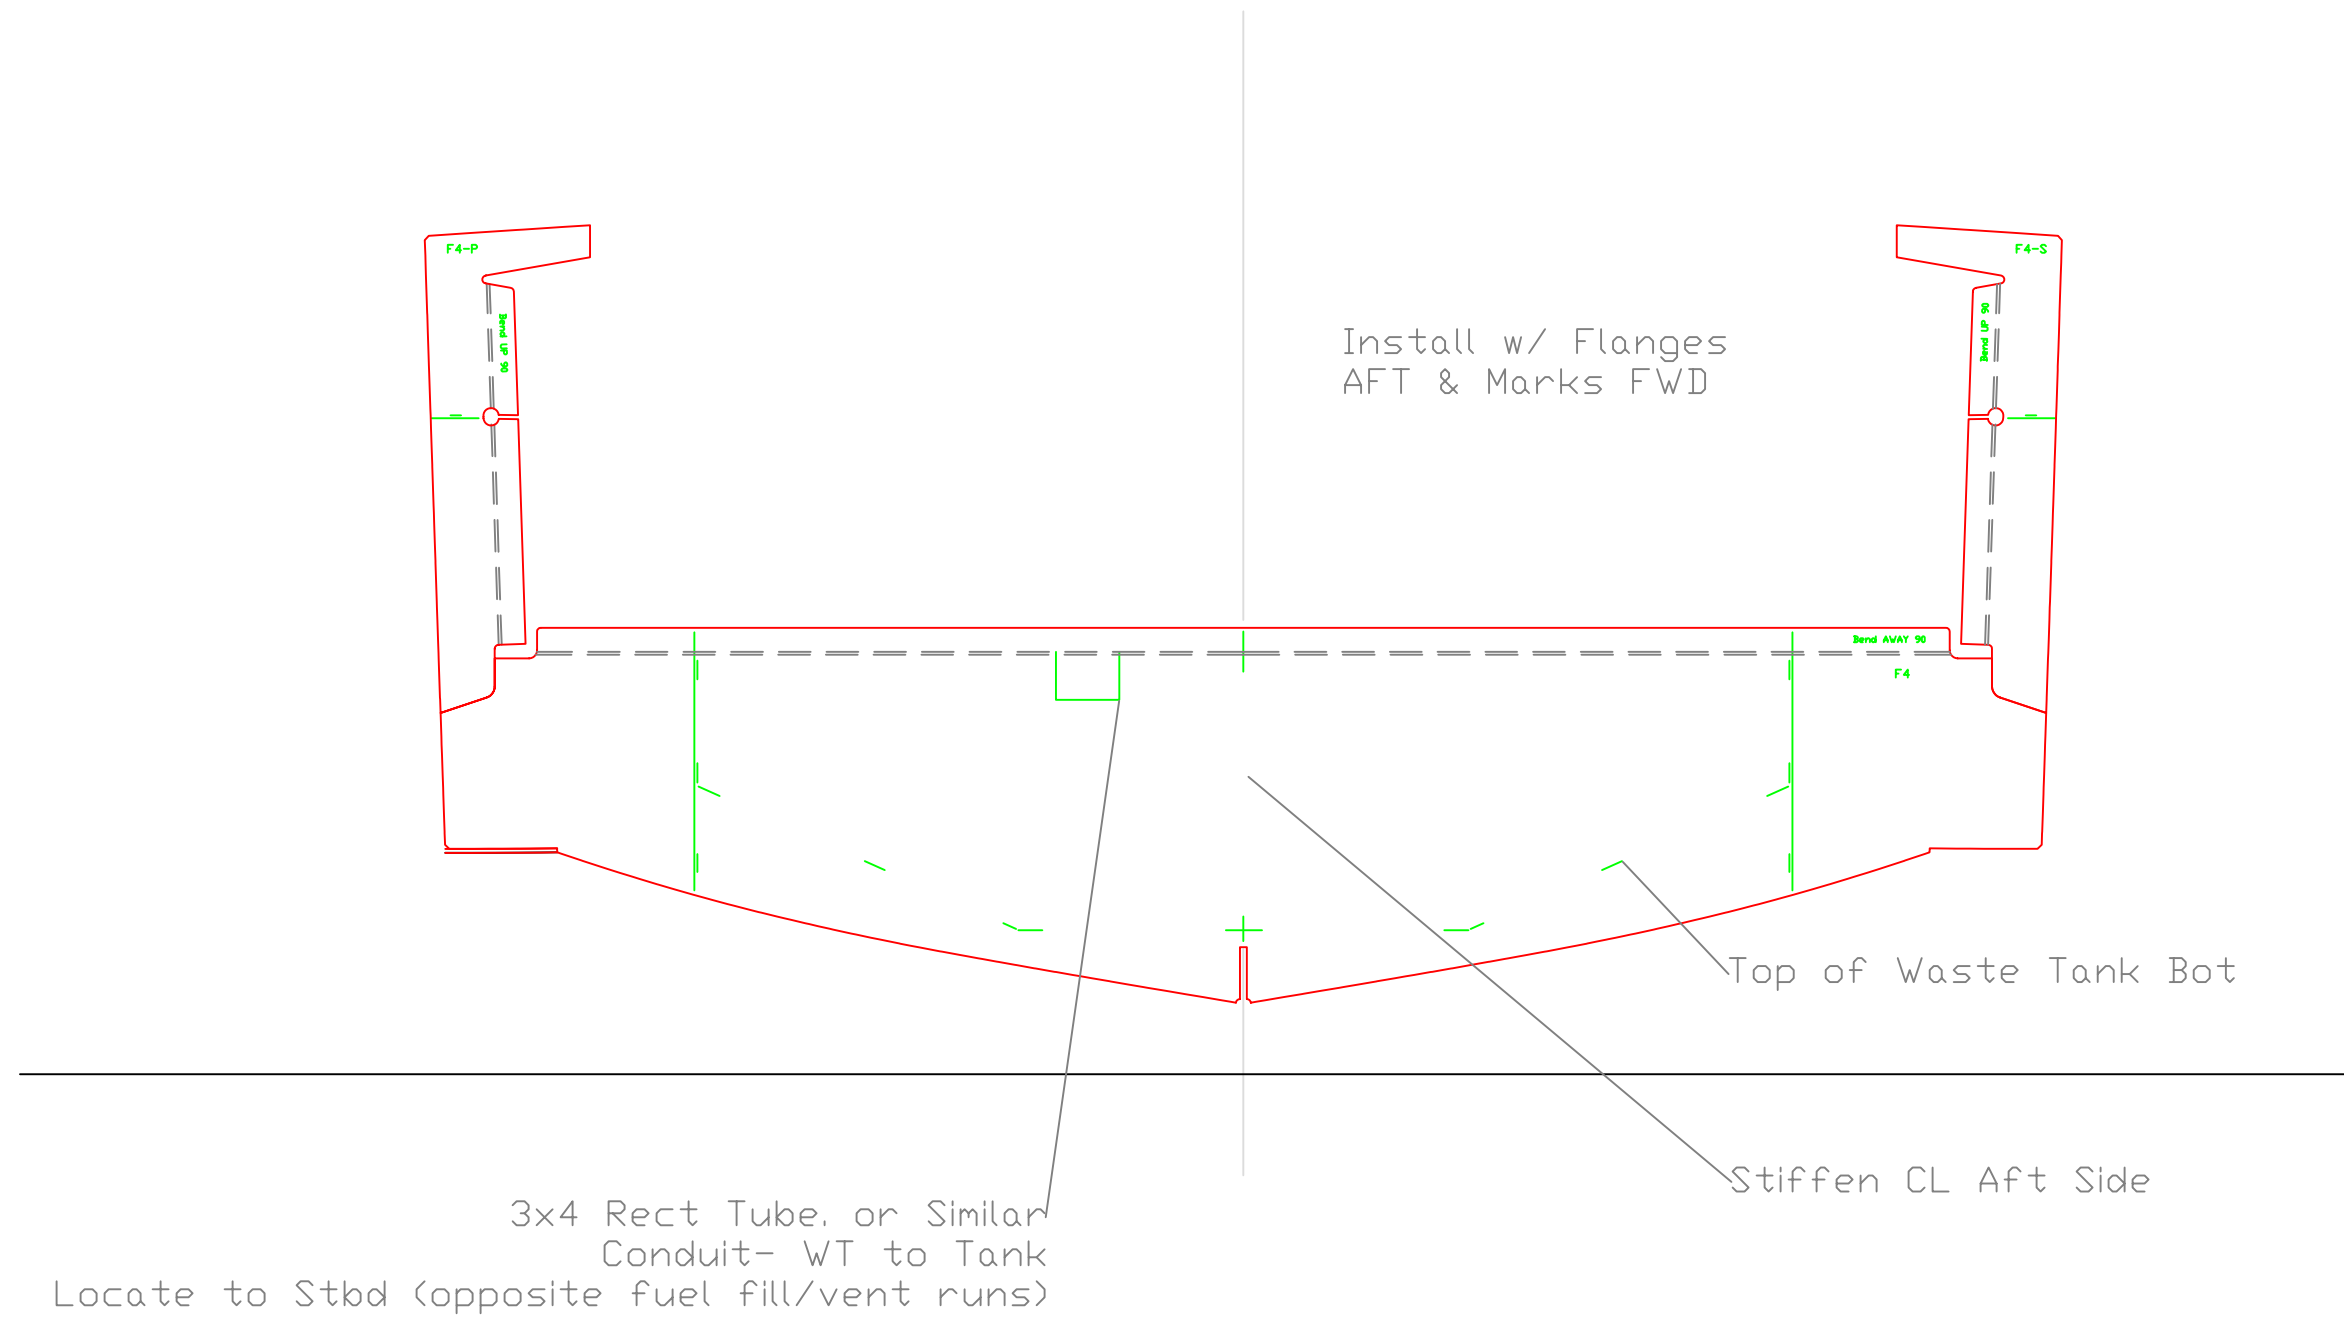 F4-P
F4-S
Bend UP 90
Bend UP 90
Install w/ Flanges
AFT & Marks FWD
Bend AWAY 90
F4
Top of Waste Tank Bot
Stiffen CL Aft Side
3x4 Rect Tube, or Similar
Conduit- WT to Tank
Locate to Stbd (opposite fuel fill/vent runs)